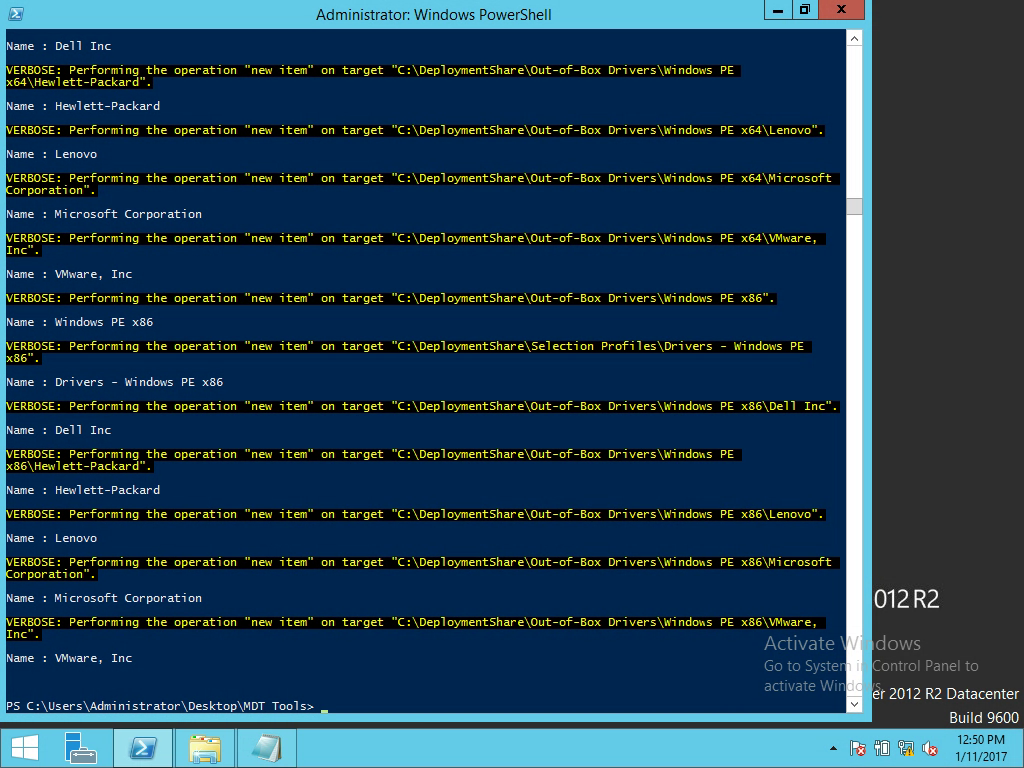 Administrator: Windows PowerShell
Name : Dell Inc
VERBOSE: Performing the operation "new item" on target "C:\DeploymentShare\Out-of-Box Drivers\Windows PE
x64\Hewlett-Packard".
Name : Hewlett-Packard
VERBOSE: Performing the operation "new item" on target "C:\DeploymentShare\Out-of-Box Drivers\Windows PE x64\Lenovo".
Name : Lenovo
VERBOSE: Performing the operation "new item" on target "C:\DeploymentShare\Out-of-Box Drivers\Windows PE x64\Microsoft
Corporation".
Name : Microsoft Corporation
VERBOSE: Performing the operation "new item" on target "C:\DeploymentShare\Out-of-Box Drivers\Windows PE x64\VMware,
Inc".
Name : VMware, Inc
VERBOSE: Performing the operation "new item" on target "C:\DeploymentShare\Out-of-Box Drivers\Windows PE x86".
Name : Windows PE x86
VERBOSE: Performing the operation "new item" on target "C:\DeploymentShare\Selection Profiles\Drivers - Windows PE
x86".
Name : Drivers - Windows PE x86
VERBOSE: Performing the operation "new item" on target "C:\DeploymentShare\Out-of-Box Drivers\Windows PE x86\Dell Inc".
Name : Dell Inc
VERBOSE: Performing the operation "new item" on target "C:\DeploymentShare\Out-of-Box Drivers\Windows PE
x86\Hewlett-Packard".
Name : Hewlett-Packard
VERBOSE: Performing the operation "new item" on target "C:\DeploymentShare\Out-of-Box Drivers\Windows PE x86\Lenovo".
Name : Lenovo
VERBOSE: Performing the operation "new item" on target "C:\DeploymentShare\Out-of-Box Drivers\Windows PE x86\Microsoft
Corporation".
Name : Microsoft Corporation
VERBOSE: Performing the operation "new item" on target "C:\DeploymentShare\Out-of-Box Drivers\Windows PE x86\VMware,
Inc".
Name : VMware, Inc
PS C:\Users\Administrator\Desktop\MDT Tools>
012 R2
Activate Windows
Go to System in Control Panel to
activate Windows.
er 2012 R2 Datacenter
Build 9600
12:50 PM
1/11/2017